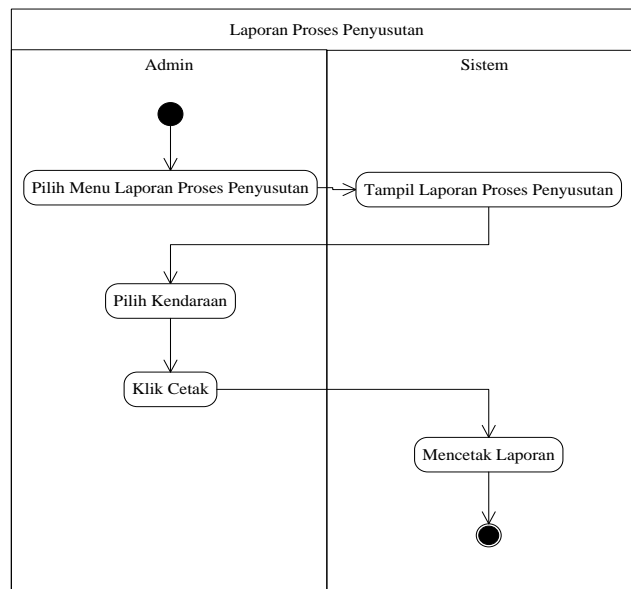 Laporan Proses Penyusutan
Admin
Sistem
Pilih Menu Laporan Proses Penyusutan
Tampil Laporan Proses Penyusutan
Pilih Kendaraan
Klik Cetak
Mencetak Laporan